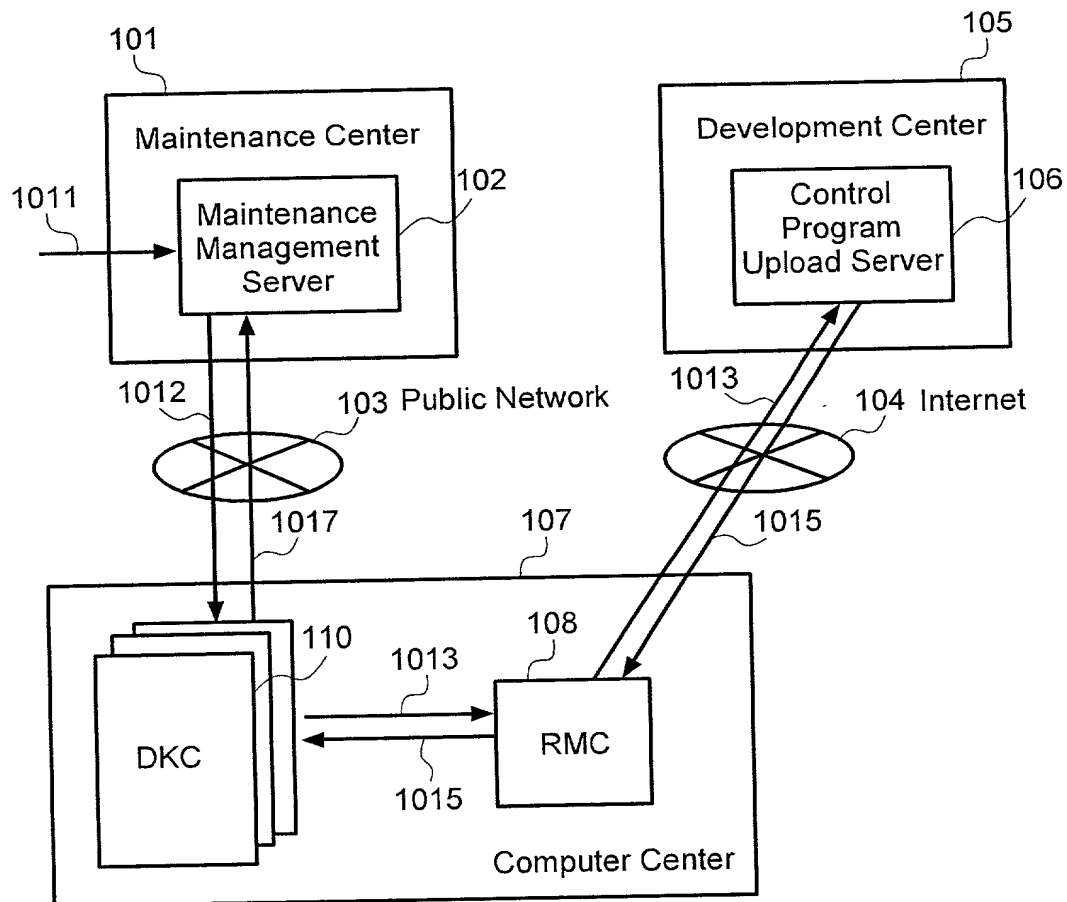 101
105
Maintenance Center
Development Center
1011
102
Maintenance
Management
Server
106
Control
Program
Upload Server
1012
103 Public Network
1013
104 Internet
1017
107
1015
110
1013
108
DKC
RMC
1015
Computer Center